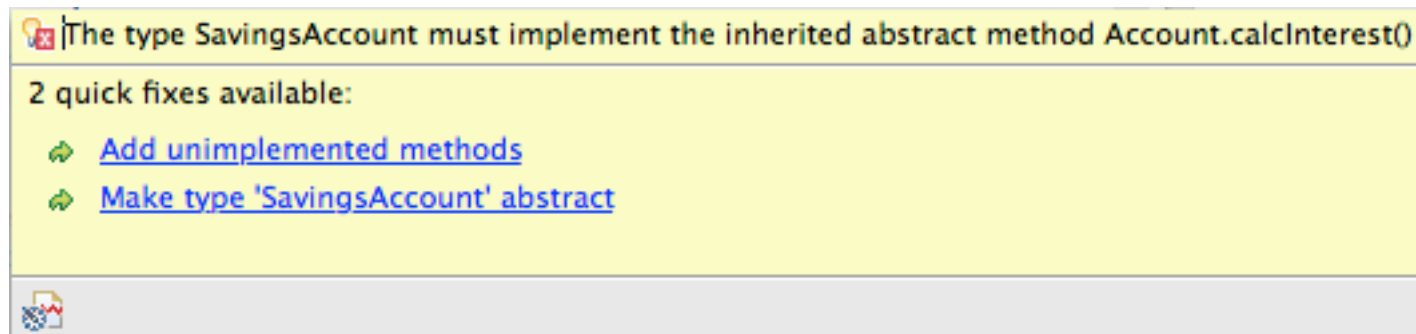 The type SavingsAccount must implement the inherited abstract method Account.calcInterest()
2 quick fixes available:
Add unimplemented methods
Make type 'SavingsAccount' abstract